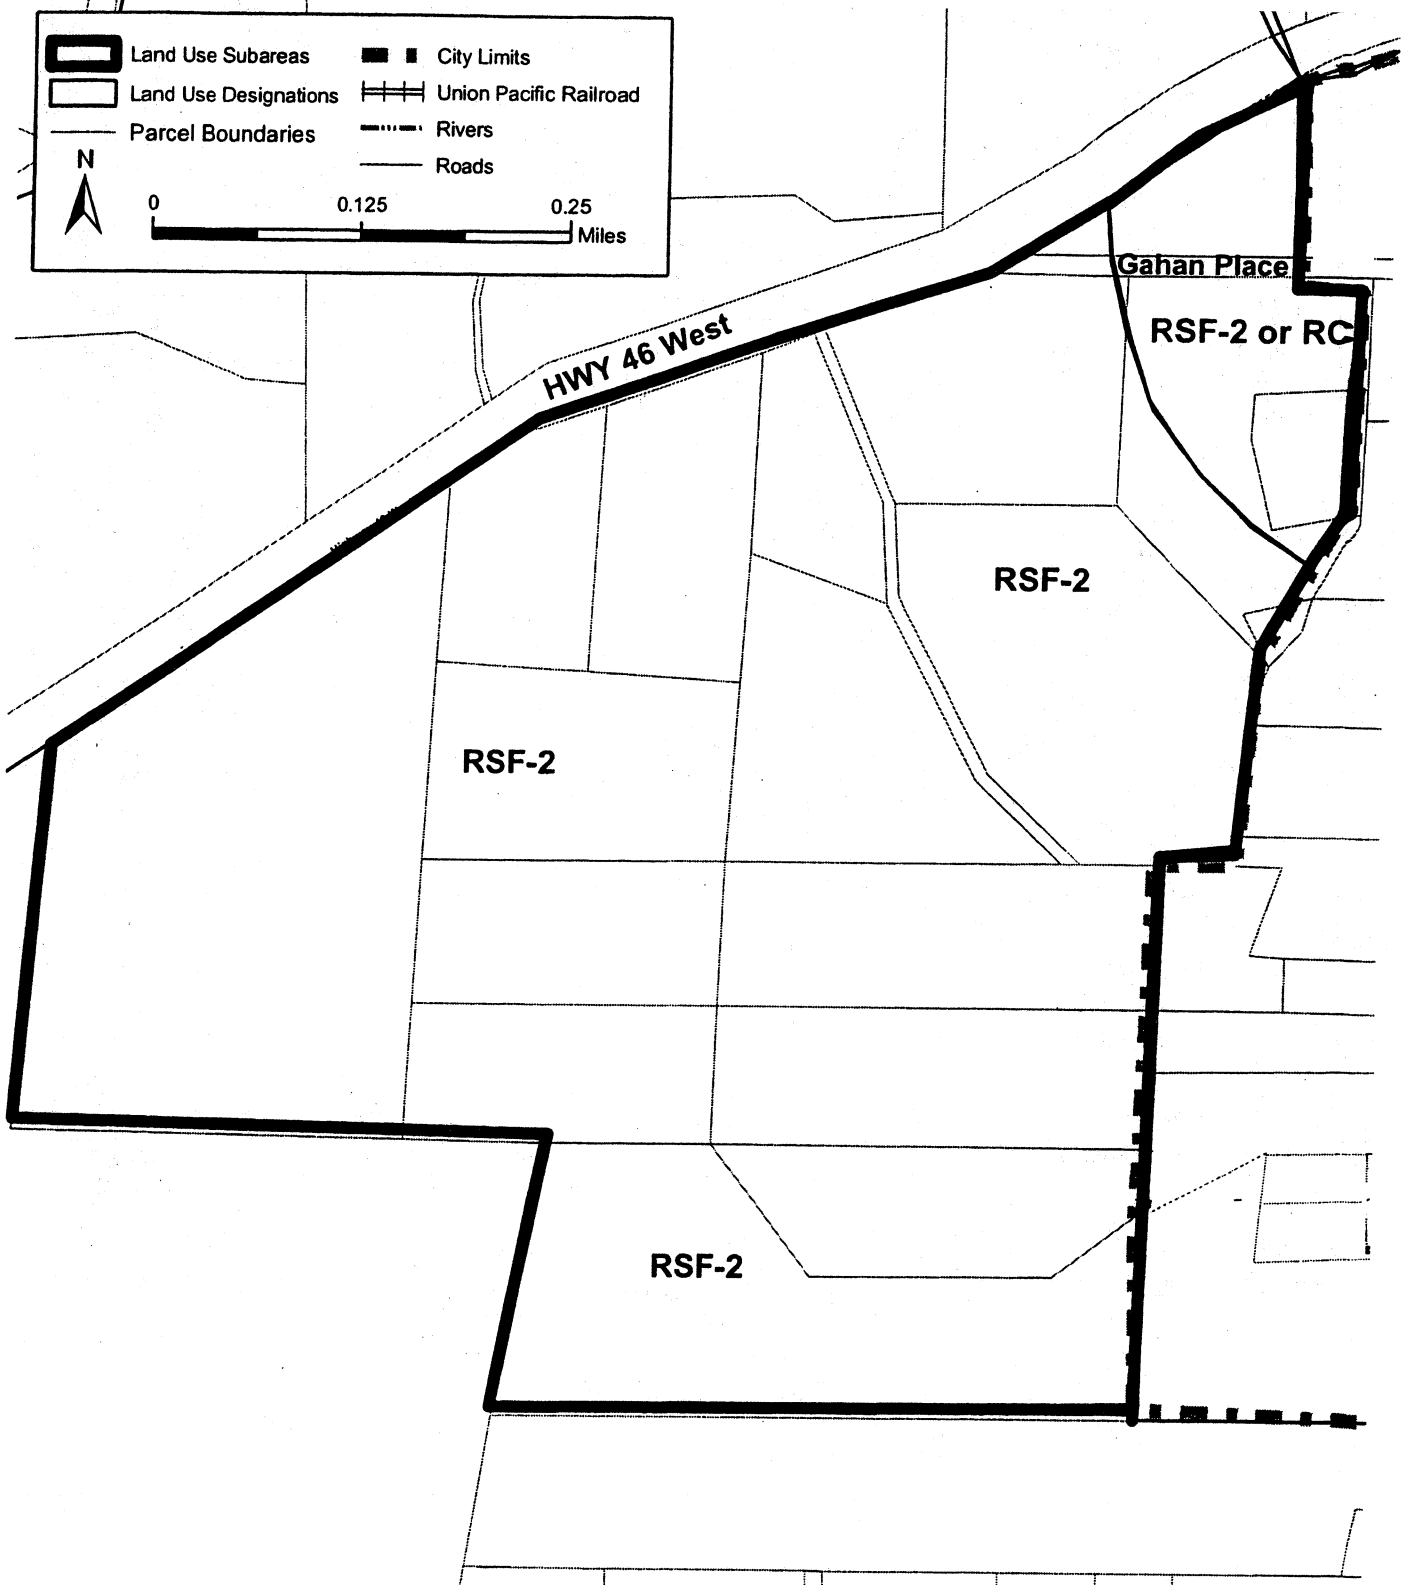 Land Use Subareas
City Limits
Land Use Designations
Union Pacific Railroad
Parcel Boundaries
Rivers
Roads
N
0
0.125
0.25
Miles
Gahan Place
RSF-2 or RC
HWY 46 West
RSF-2
RSF-2
RSF-2